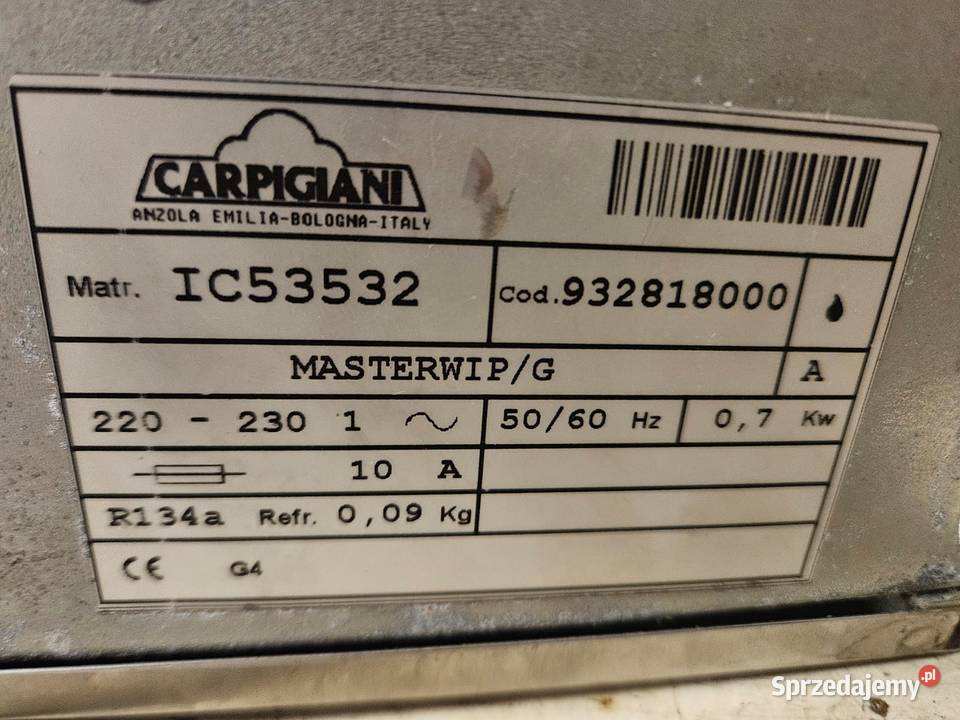 CARPIGIANI
ANZOLA EMILIA-BOLOGNA-ITALY
Matr. IC53532
Cod.932818000
MASTERWIP/G A
220 - 230 1 50/60 Hz 0,7 Kw
10 A
R134a Refr. 0,09 Kg
CE G4
Sprzedajemy.pl